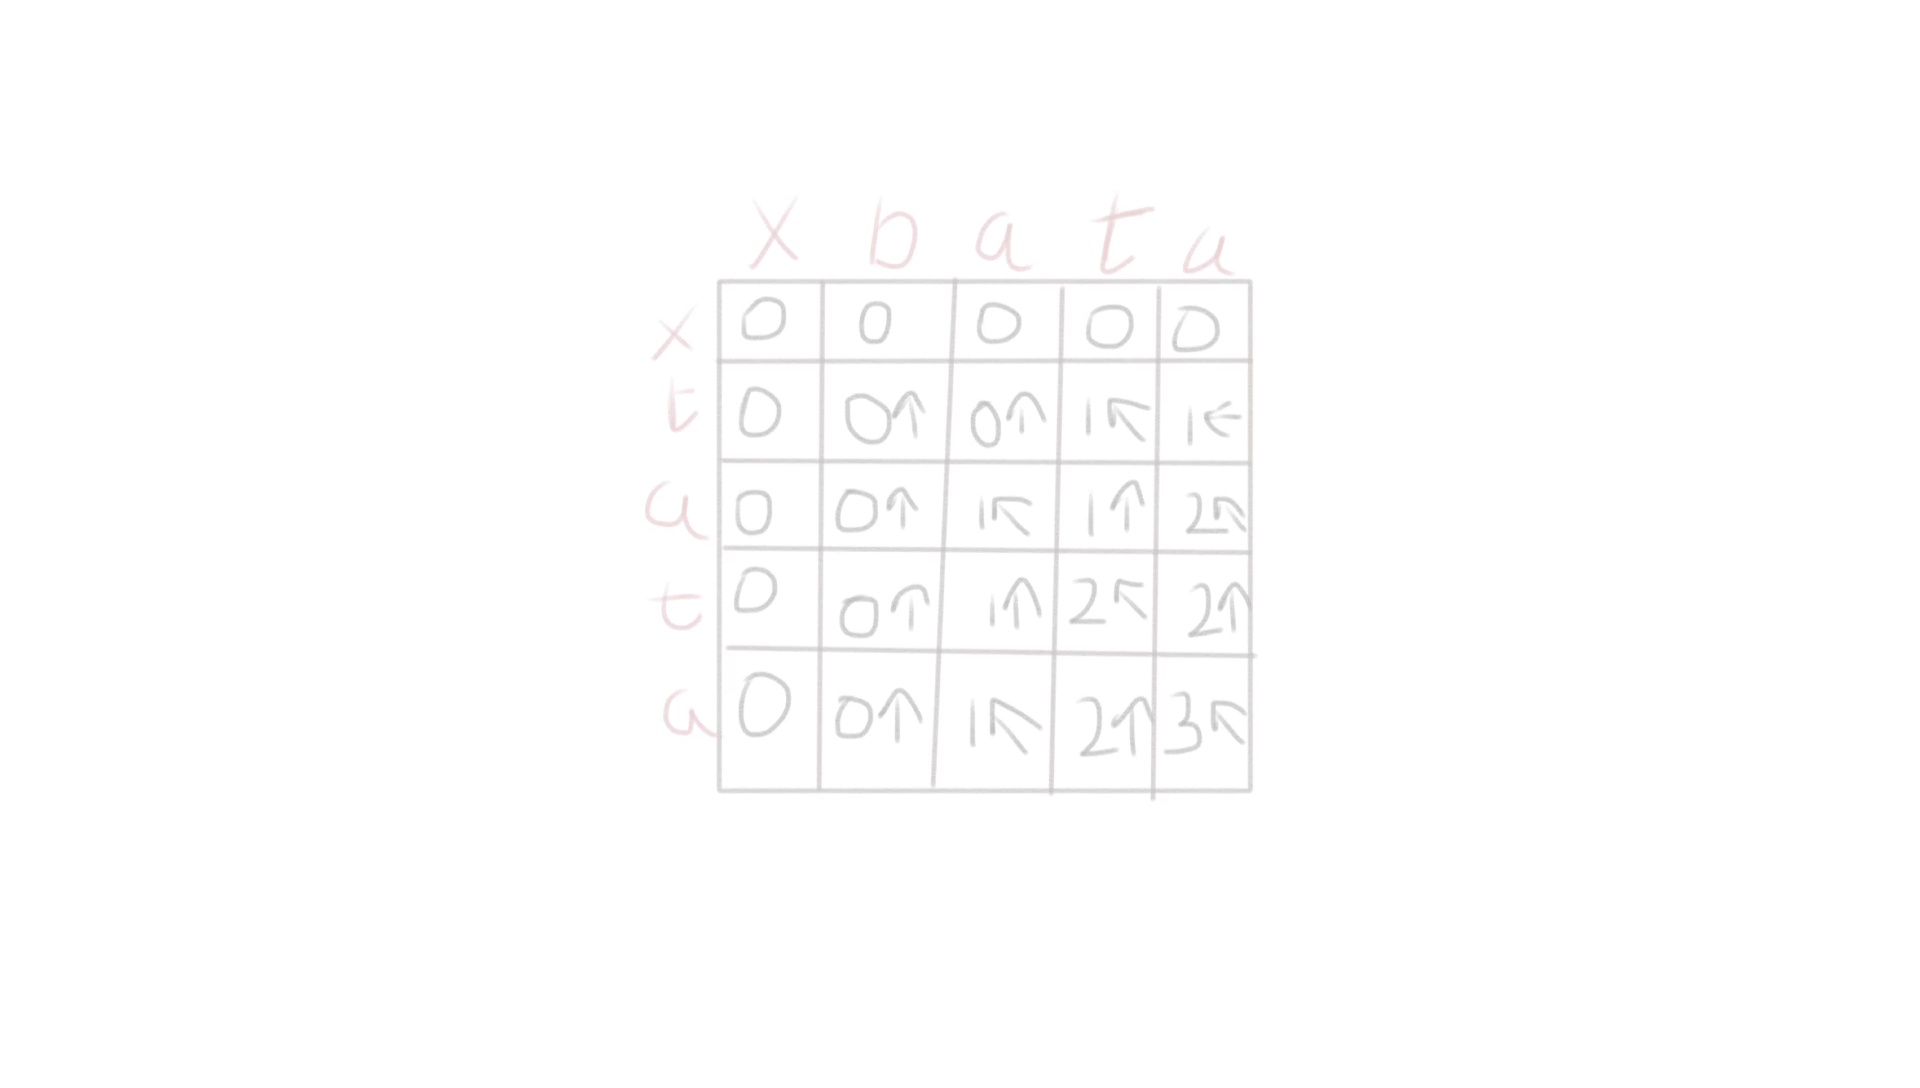 x b a t a
x 0 0 0 0 0
t 0 0↑ 0↑ 1↖ 1←
a 0 0↑ 1↖ 1↑ 2↖
t 0 0↑ 1↑ 2↖ 2↑
a 0 0↑ 1↖ 2↑ 3↖